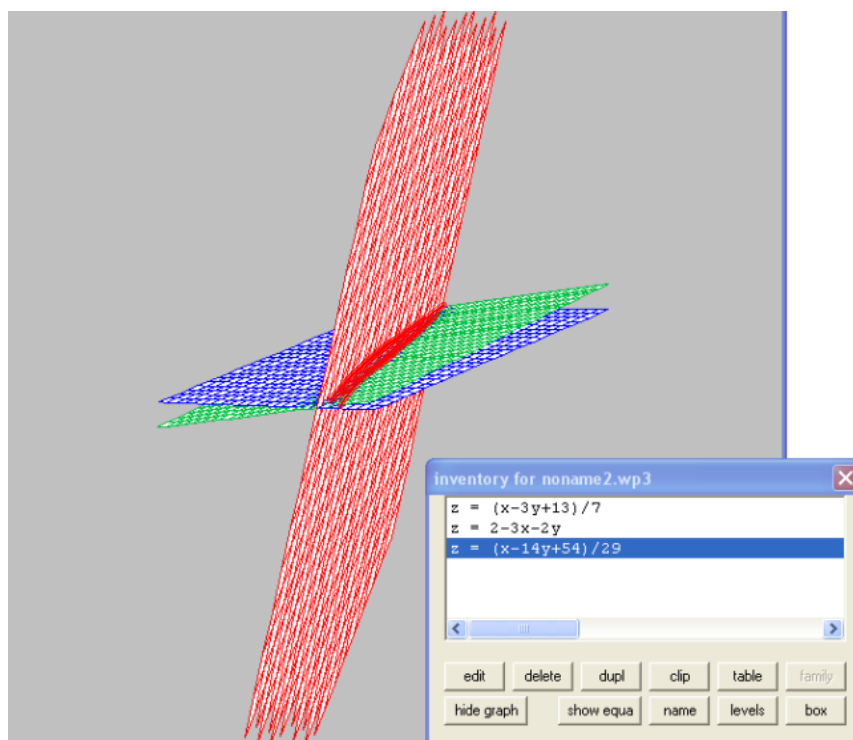 inventory for noname2.wp3
z = (x-3y+13)/7
z = 2-3x-2y
z = (x-14y+54)/29
edit delete dupl clip table family
hide graph show equa name levels box